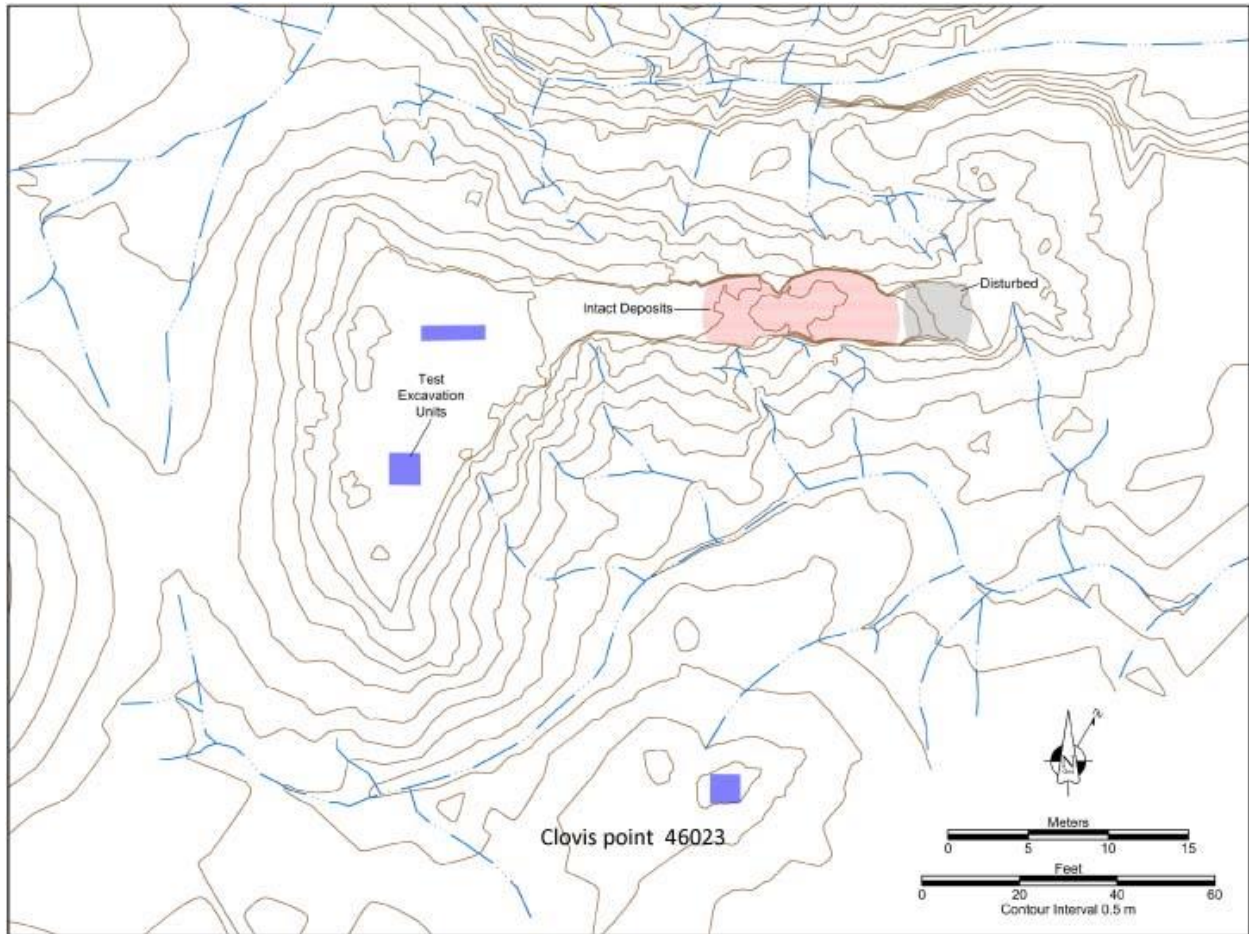 Intact Deposits
Disturbed
Test
Excavation
Units
Clovis point 46023
N
Meters
0 5 10 15
Feet
0 20 40 60
Contour Interval 0.5 m